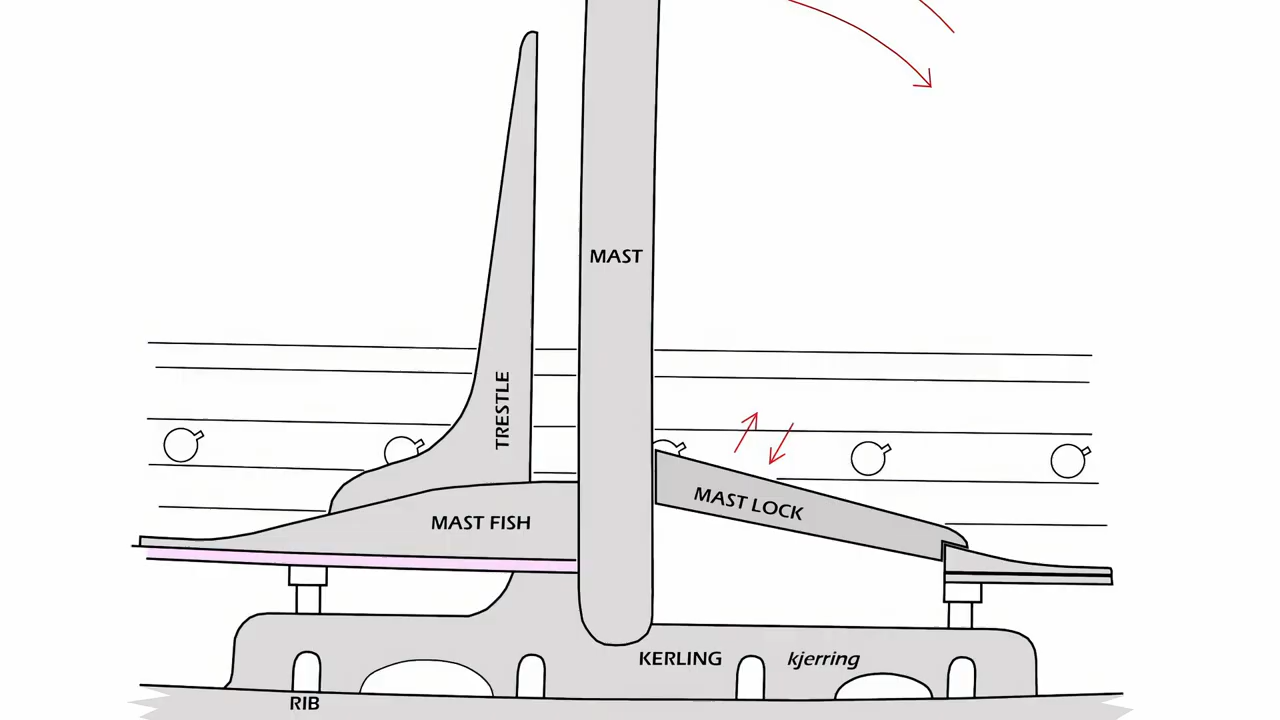 MAST
TRESTLE
MAST LOCK
MAST FISH
KERLING kjerring
RIB